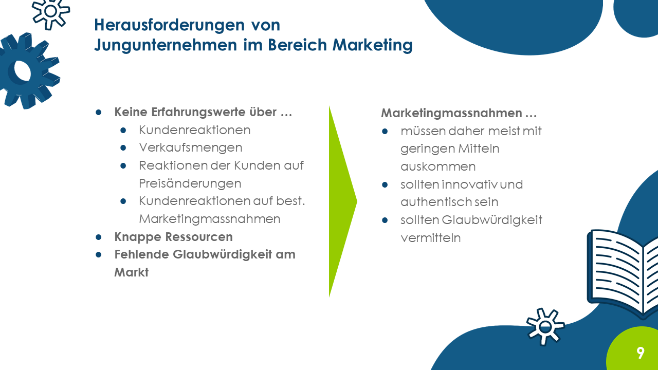 Herausforderungen von
Jungunternehmen im Bereich Marketing
● Keine Erfahrungswerte über …
● Kundenreaktionen
● Verkaufsmengen
● Reaktionen der Kunden auf
Preisänderungen
● Kundenreaktionen auf best.
Marketingmassnahmen
● Knappe Ressourcen
● Fehlende Glaubwürdigkeit am
Markt
Marketingmassnahmen …
● müssen daher meist mit
geringen Mitteln
auskommen
● sollten innovativ und
authentisch sein
● sollten Glaubwürdigkeit
vermitteln
9